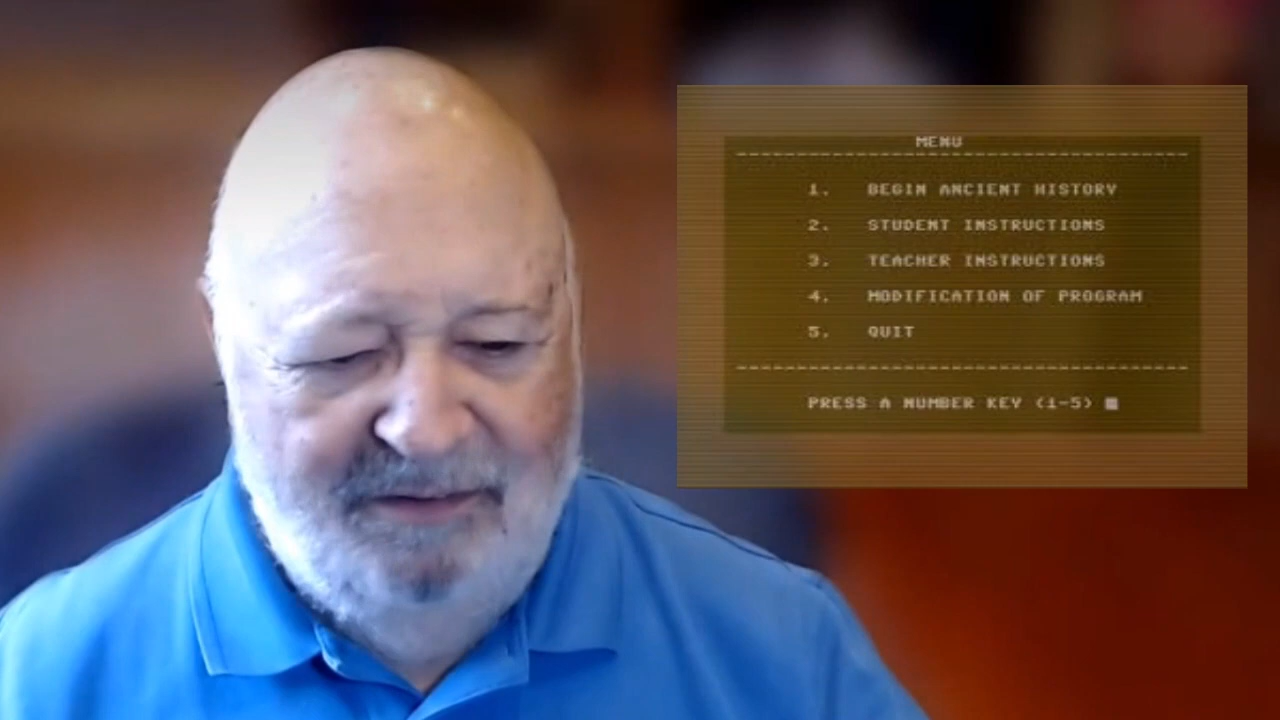 MENU
1. BEGIN ANCIENT HISTORY
2. STUDENT INSTRUCTIONS
3. TEACHER INSTRUCTIONS
4. MODIFICATION OF PROGRAM
5. QUIT
PRESS A NUMBER KEY (1-5)